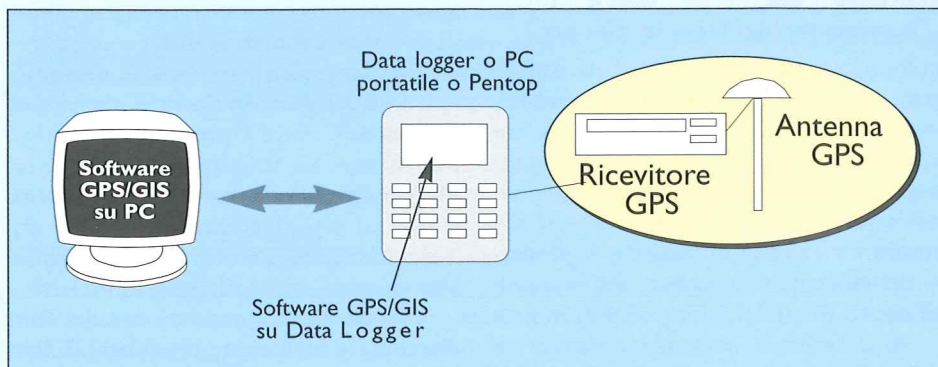 Data logger o PC
portatile o Pentop
Software
GPS/GIS
su PC
Ricevitore
GPS
Antenna
GPS
Software GPS/GIS
su Data Logger